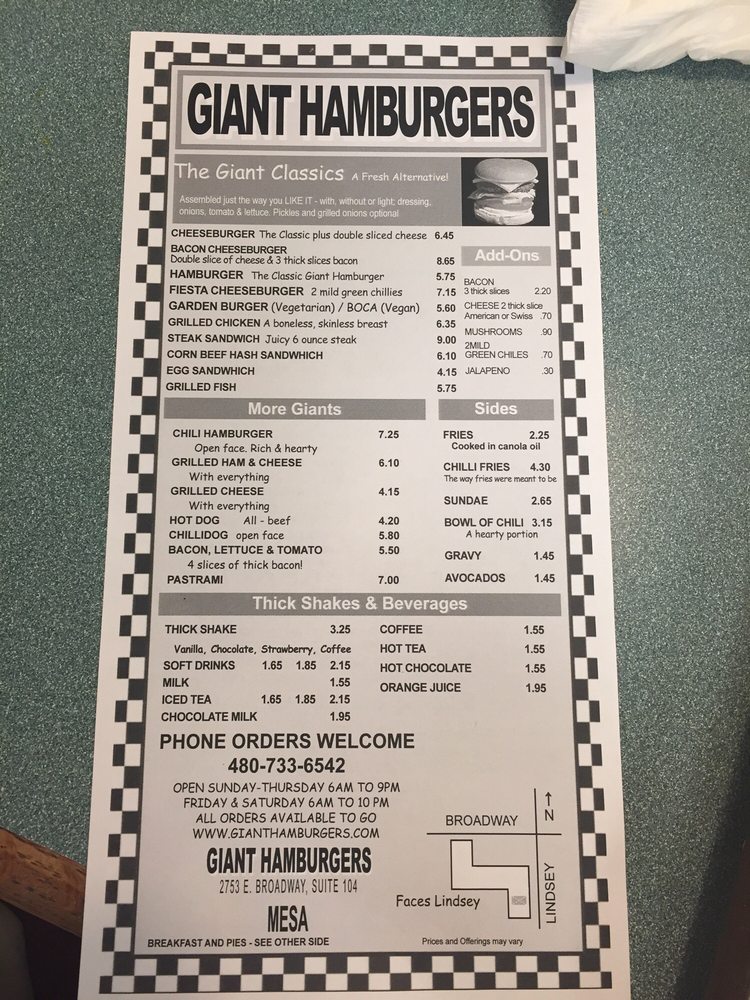 GIANT HAMBURGERS
The Giant Classics A Fresh Alternative!
Assembled just the way you LIKE IT - with, without or light; dressing,
onions, tomato & lettuce. Pickles and grilled onions optional
CHEESEBURGER The Classic plus double sliced cheese 6.45
BACON CHEESEBURGER
Double slice of cheese & 3 thick slices bacon 8.65
HAMBURGER The Classic Giant Hamburger 5.75
FIESTA CHEESEBURGER 2 mild green chillies 7.15
GARDEN BURGER (Vegetarian) / BOCA (Vegan) 5.60
GRILLED CHICKEN A boneless, skinless breast 6.35
STEAK SANDWICH Juicy 6 ounce steak 9.00
CORN BEEF HASH SANDWHICH 6.10
EGG SANDWHICH 4.15
GRILLED FISH 5.75
Add-Ons
BACON
3 thick slices 2.20
CHEESE 2 thick slice
American or Swiss .70
MUSHROOMS .90
2MILD
GREEN CHILES .70
JALAPENO .30
More Giants
CHILI HAMBURGER 7.25
Open face. Rich & hearty
GRILLED HAM & CHEESE 6.10
With everything
GRILLED CHEESE 4.15
With everything
HOT DOG All - beef 4.20
CHILLIDOG open face 5.80
BACON, LETTUCE & TOMATO 5.50
4 slices of thick bacon!
PASTRAMI 7.00
Sides
FRIES 2.25
Cooked in canola oil
CHILLI FRIES 4.30
The way fries were meant to be
SUNDAE 2.65
BOWL OF CHILI 3.15
A hearty portion
GRAVY 1.45
AVOCADOS 1.45
Thick Shakes & Beverages
THICK SHAKE 3.25
Vanilla, Chocolate, Strawberry, Coffee
SOFT DRINKS 1.65 1.85 2.15
MILK 1.55
ICED TEA 1.65 1.85 2.15
CHOCOLATE MILK 1.95
COFFEE 1.55
HOT TEA 1.55
HOT CHOCOLATE 1.55
ORANGE JUICE 1.95
PHONE ORDERS WELCOME
480-733-6542
OPEN SUNDAY-THURSDAY 6AM TO 9PM
FRIDAY & SATURDAY 6AM TO 10 PM
ALL ORDERS AVAILABLE TO GO
WWW.GIANTHAMBURGERS.COM
GIANT HAMBURGERS
2753 E. BROADWAY, SUITE 104
MESA
BREAKFAST AND PIES - SEE OTHER SIDE
BROADWAY
N
LINDSEY
Faces Lindsey
Prices and Offerings may vary